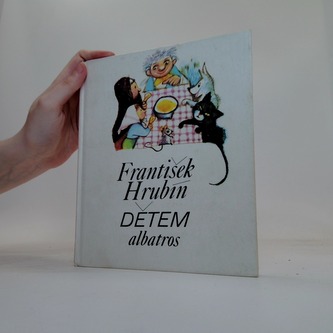 František
Hrubín
DĚTEM
albatros